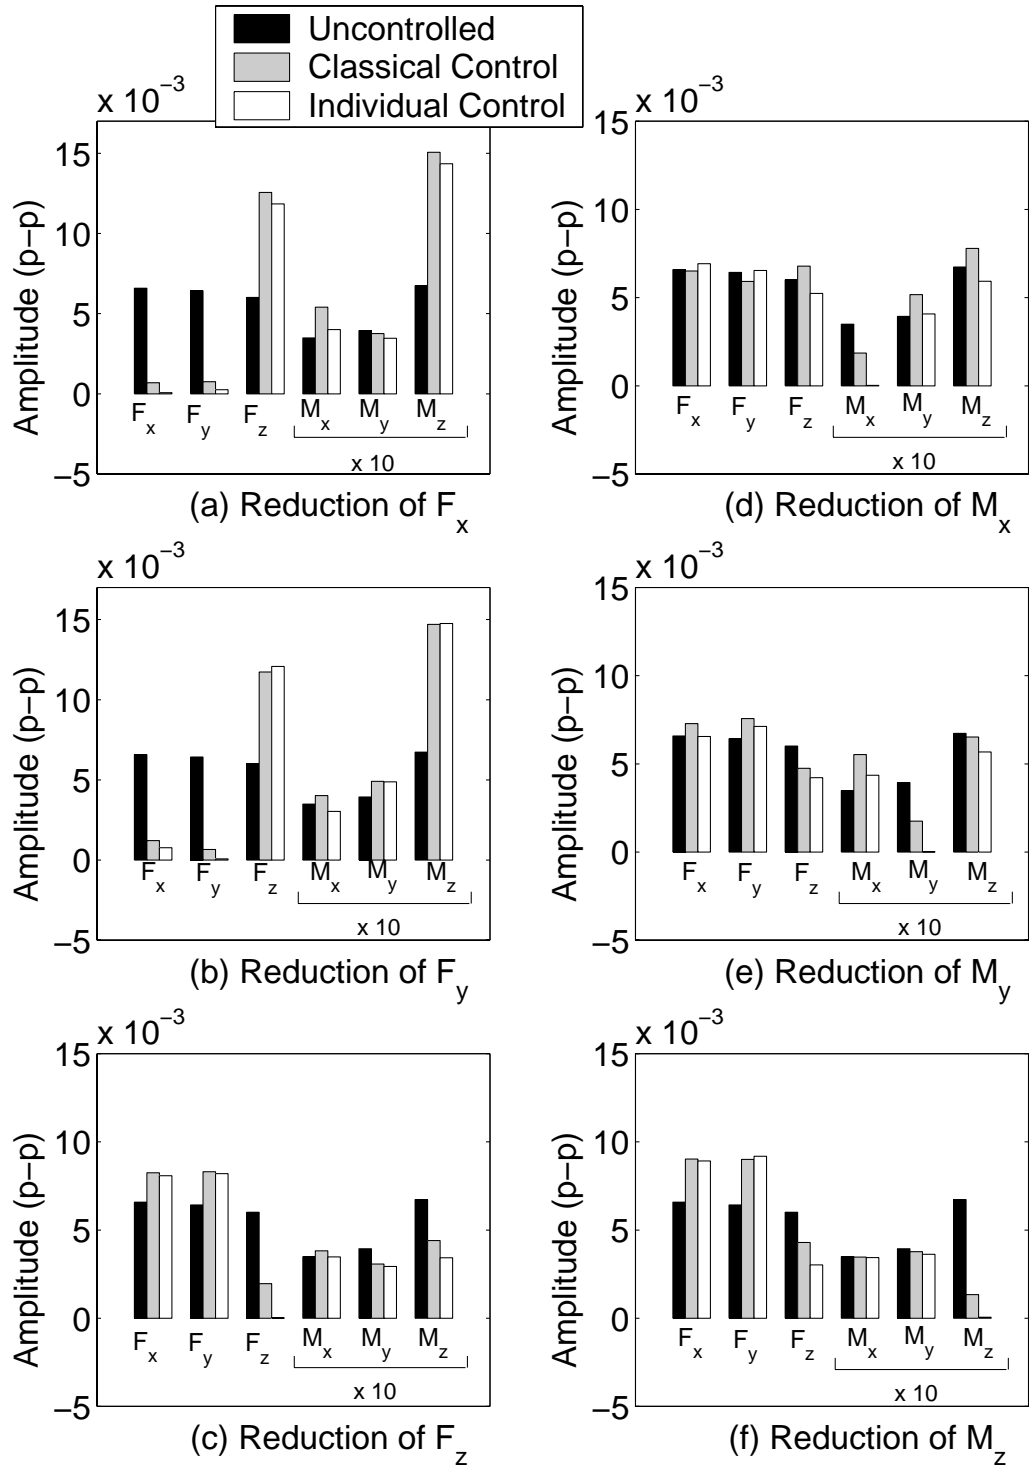 Uncontrolled
Classical Control
Individual Control
x 10⁻³
15
10
5
0
−5
Amplitude (p−p)
F_x F_y F_z M_x M_y M_z
x 10
(a) Reduction of F_x
x 10⁻³
15
10
5
0
−5
Amplitude (p−p)
F_x F_y F_z M_x M_y M_z
x 10
(d) Reduction of M_x
x 10⁻³
15
10
5
0
−5
Amplitude (p−p)
F_x F_y F_z M_x M_y M_z
x 10
(b) Reduction of F_y
x 10⁻³
15
10
5
0
−5
Amplitude (p−p)
F_x F_y F_z M_x M_y M_z
x 10
(e) Reduction of M_y
x 10⁻³
15
10
5
0
−5
Amplitude (p−p)
F_x F_y F_z M_x M_y M_z
x 10
(c) Reduction of F_z
x 10⁻³
15
10
5
0
−5
Amplitude (p−p)
F_x F_y F_z M_x M_y M_z
x 10
(f) Reduction of M_z